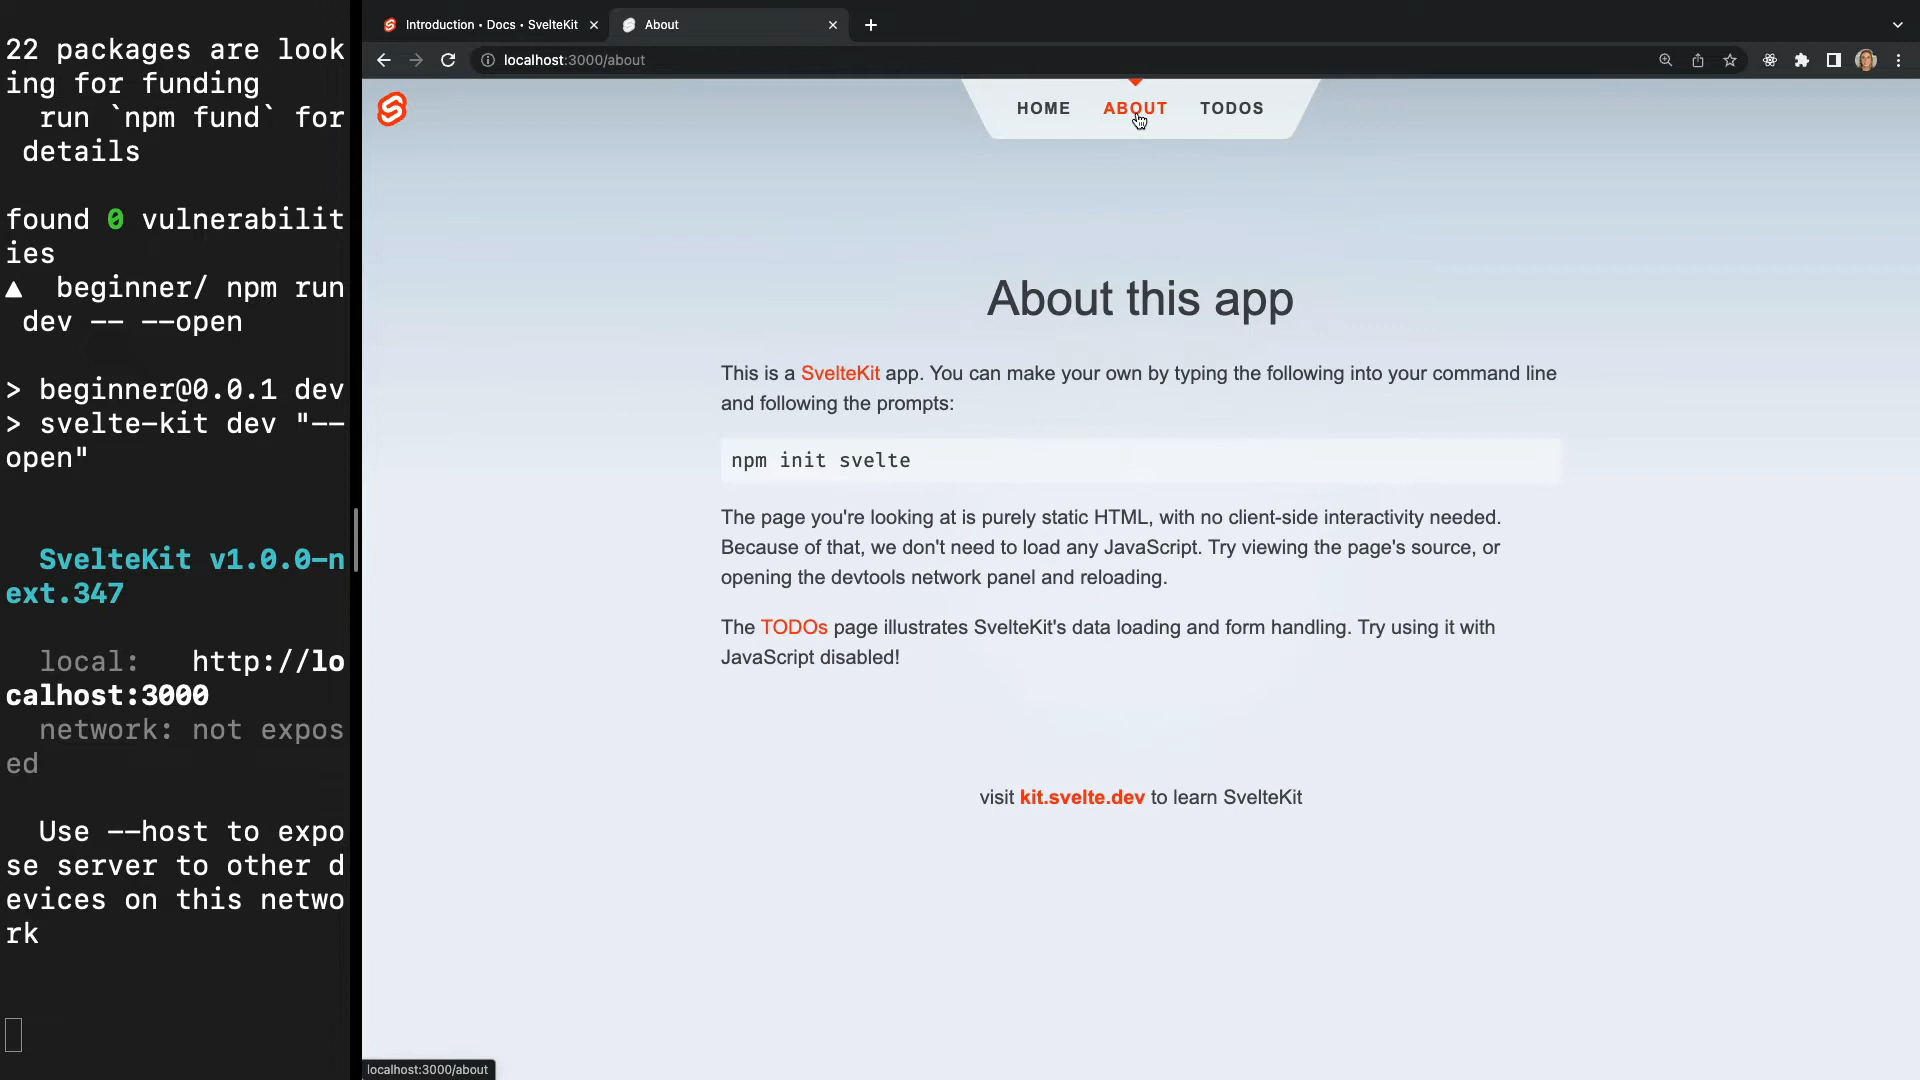 22 packages are look
ing for funding
run `npm fund` for
details
found 0 vulnerabilit
ies
▲ beginner/ npm run
dev -- --open
> beginner@0.0.1 dev
> svelte-kit dev "--
open"
SvelteKit v1.0.0-n
ext.347
local: http://lo
calhost:3000
network: not expos
ed
Use --host to expo
se server to other d
evices on this netwo
rk
Introduction • Docs • SvelteKit
About
localhost:3000/about
HOME ABOUT TODOS
About this app
This is a SvelteKit app. You can make your own by typing the following into your command line
and following the prompts:
npm init svelte
The page you're looking at is purely static HTML, with no client-side interactivity needed.
Because of that, we don't need to load any JavaScript. Try viewing the page's source, or
opening the devtools network panel and reloading.
The TODOs page illustrates SvelteKit's data loading and form handling. Try using it with
JavaScript disabled!
visit kit.svelte.dev to learn SvelteKit
localhost:3000/about